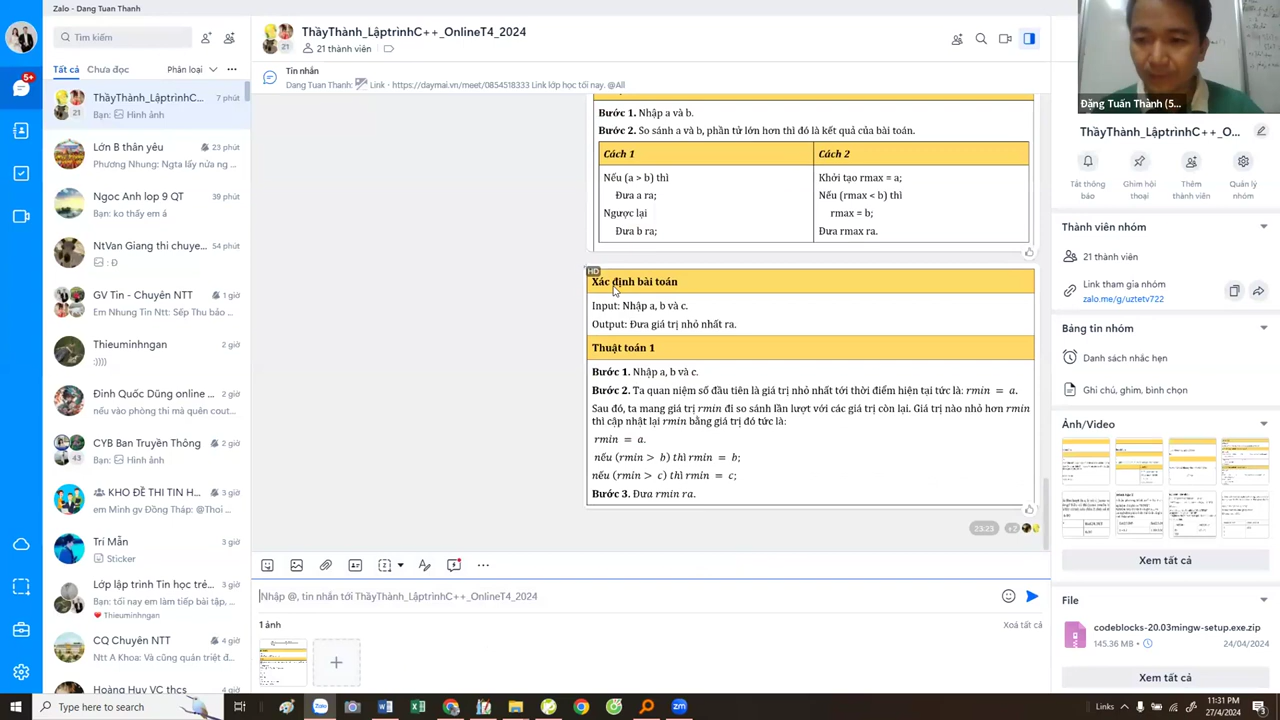 Zalo - Dang Tuan Thanh
Tìm kiếm
Tất cả
Chưa đọc
Phân loại
5+
ThầyThành_LậptrìnhC...
7 phút
Bạn: Hình ảnh
21
Lớn B thân yêu
23 phút
Phương Nhung: Ngta lấy nửa ng ...
Ngoc Anh lop 9 QT
39 phút
Bạn: ko thấy em á
NtVan Giang thi chuye...
54 phút
: Đ
GV Tin - Chuyên NTT
1 giờ
Em Nhung Tin Ntt: Sếp Thu bảo ...
Thieuminhngan
2 giờ
:))))
Đinh Quốc Dũng online ...
2 giờ
nếu vào phòng thi mà quên cout...
CYB Ban Truyền Thông
2 giờ
Bạn: Hình ảnh
43
KHO ĐỀ THI TIN H...
3 giờ
em Minh gv Đồng Tháp: @Thoi ...
Trí Mẫn
3 giờ
Sticker
Lớp lập trình Tin học trẻ...
3 giờ
Bạn: tối nay em làm tiếp bài tập, ...
Thieuminhngan
CQ Chuyên NTT
4 giờ
Ntt A Khoa: Và cũng quán triệt đ...
Hoàng Huy VC thcs
4 giờ
ThầyThành_LậptrìnhC++_OnlineT4_2024
21
21 thành viên
Tin nhắn
Dang Tuan Thanh: Link - https://daymai.vn/meet/0854518333 Link lớp học tối nay. @All
Bước 1. Nhập a và b.
Bước 2. So sánh a và b, phần tử lớn hơn thì đó là kết quả của bài toán.
Cách 1
Cách 2
Nếu (a > b) thì
Khởi tạo rmax = a;
Đưa a ra;
Nếu (rmax < b) thì
Ngược lại
rmax = b;
Đưa b ra;
Đưa rmax ra.
HD
Xác định bài toán
Input: Nhập a, b và c.
Output: Đưa giá trị nhỏ nhất ra.
Thuật toán 1
Bước 1. Nhập a, b và c.
Bước 2. Ta quan niệm số đầu tiên là giá trị nhỏ nhất tới thời điểm hiện tại tức là: rmin = a.
Sau đó, ta mang giá trị rmin đi so sánh lần lượt với các giá trị còn lại. Giá trị nào nhỏ hơn rmin
thì cập nhật lại rmin bằng giá trị đó tức là:
rmin = a.
nếu (rmin > b) thì rmin = b;
nếu (rmin > c) thì rmin = c;
Bước 3. Đưa rmin ra.
23:23
+2
Nhập @, tin nhắn tới ThầyThành_LậptrìnhC++_OnlineT4_2024
1 ảnh
Xoá tất cả
Đặng Tuấn Thành (5...
ThầyThành_LậptrìnhC++_O...
Tắt thông báo
Ghim hội thoại
Thêm thành viên
Quản lý nhóm
Thành viên nhóm
21 thành viên
Link tham gia nhóm
zalo.me/g/uztetv722
Bảng tin nhóm
Danh sách nhắc hẹn
Ghi chú, ghim, bình chọn
Ảnh/Video
Xem tất cả
File
codeblocks-20.03mingw-setup.exe.zip
145.36 MB
24/04/2024
Xem tất cả
Type here to search
Links
11:31 PM
27/4/2024
3